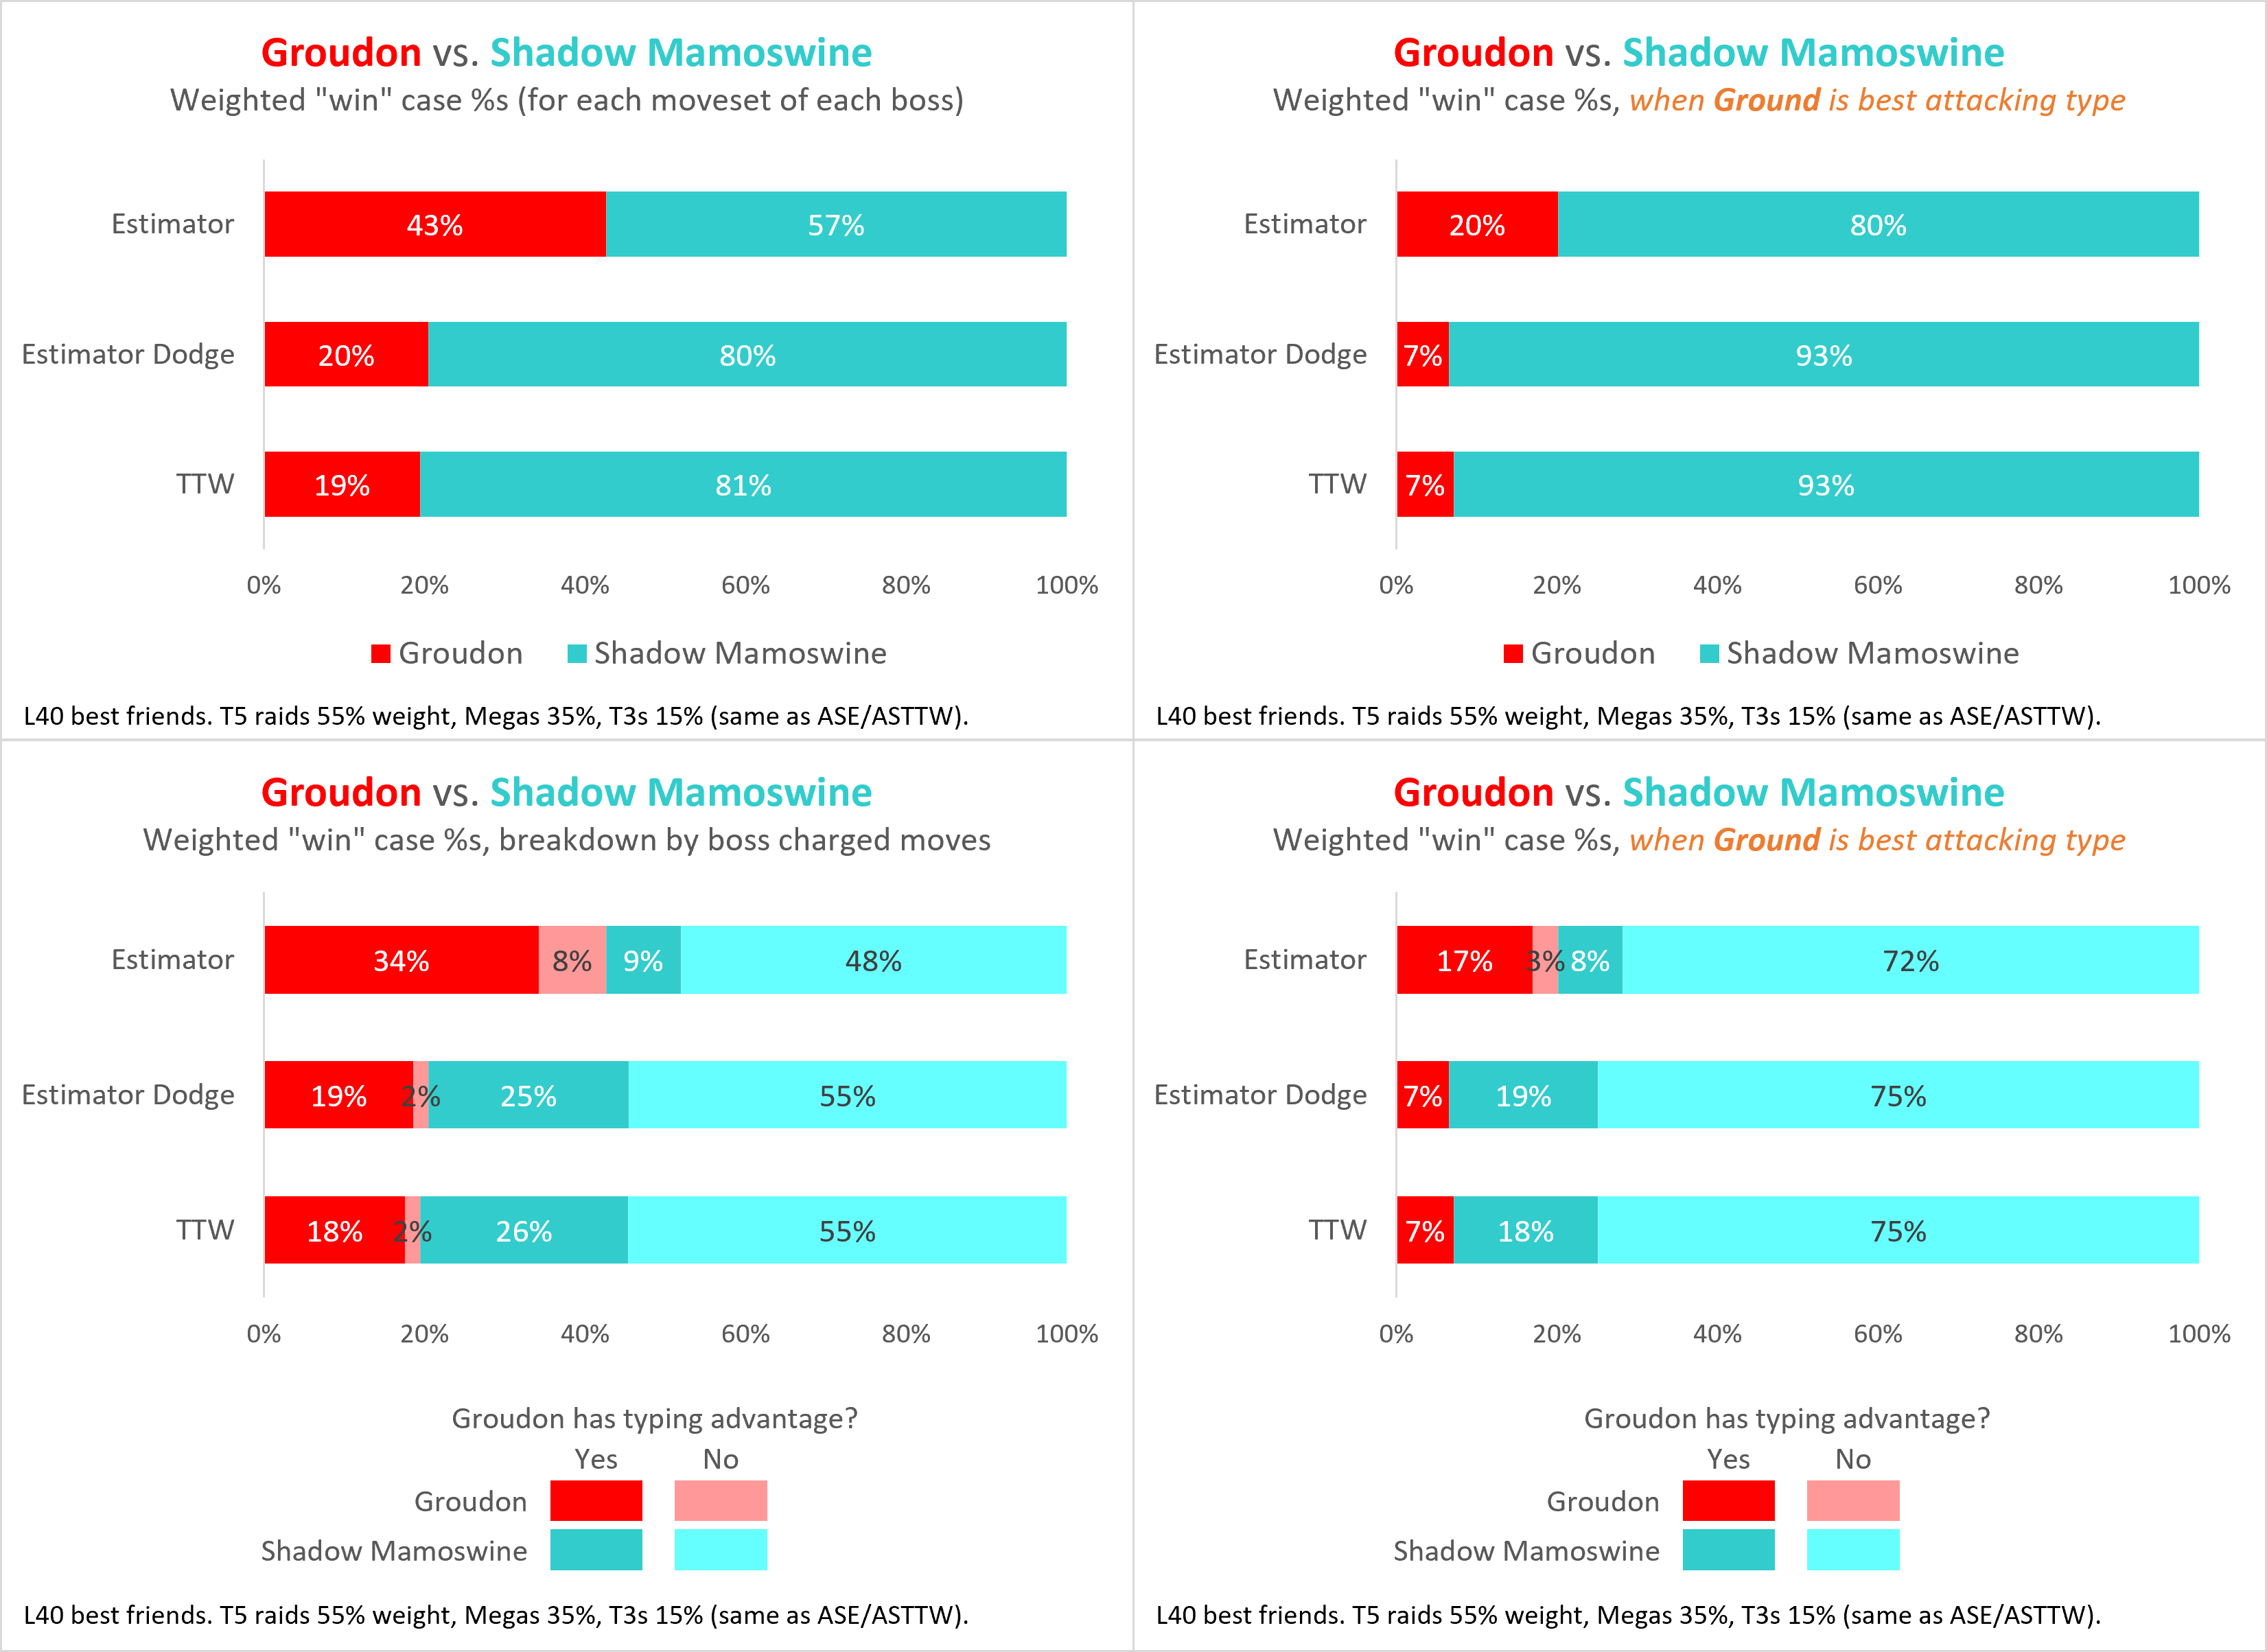 Groudon vs. Shadow Mamoswine
Weighted "win" case %s (for each moveset of each boss)
Estimator
43%
57%
Estimator Dodge
20%
80%
TTW
19%
81%
0%
20%
40%
60%
80%
100%
Groudon
Shadow Mamoswine
L40 best friends. T5 raids 55% weight, Megas 35%, T3s 15% (same as ASE/ASTTW).
Groudon vs. Shadow Mamoswine
Weighted "win" case %s, when Ground is best attacking type
Estimator
20%
80%
Estimator Dodge
7%
93%
TTW
7%
93%
0%
20%
40%
60%
80%
100%
Groudon
Shadow Mamoswine
L40 best friends. T5 raids 55% weight, Megas 35%, T3s 15% (same as ASE/ASTTW).
Groudon vs. Shadow Mamoswine
Weighted "win" case %s, breakdown by boss charged moves
Estimator
34%
8%
9%
48%
Estimator Dodge
19%
2%
25%
55%
TTW
18%
2%
26%
55%
0%
20%
40%
60%
80%
100%
Groudon has typing advantage?
Yes
No
Groudon
Shadow Mamoswine
L40 best friends. T5 raids 55% weight, Megas 35%, T3s 15% (same as ASE/ASTTW).
Groudon vs. Shadow Mamoswine
Weighted "win" case %s, when Ground is best attacking type
Estimator
17%
3%
8%
72%
Estimator Dodge
7%
19%
75%
TTW
7%
18%
75%
0%
20%
40%
60%
80%
100%
Groudon has typing advantage?
Yes
No
Groudon
Shadow Mamoswine
L40 best friends. T5 raids 55% weight, Megas 35%, T3s 15% (same as ASE/ASTTW).